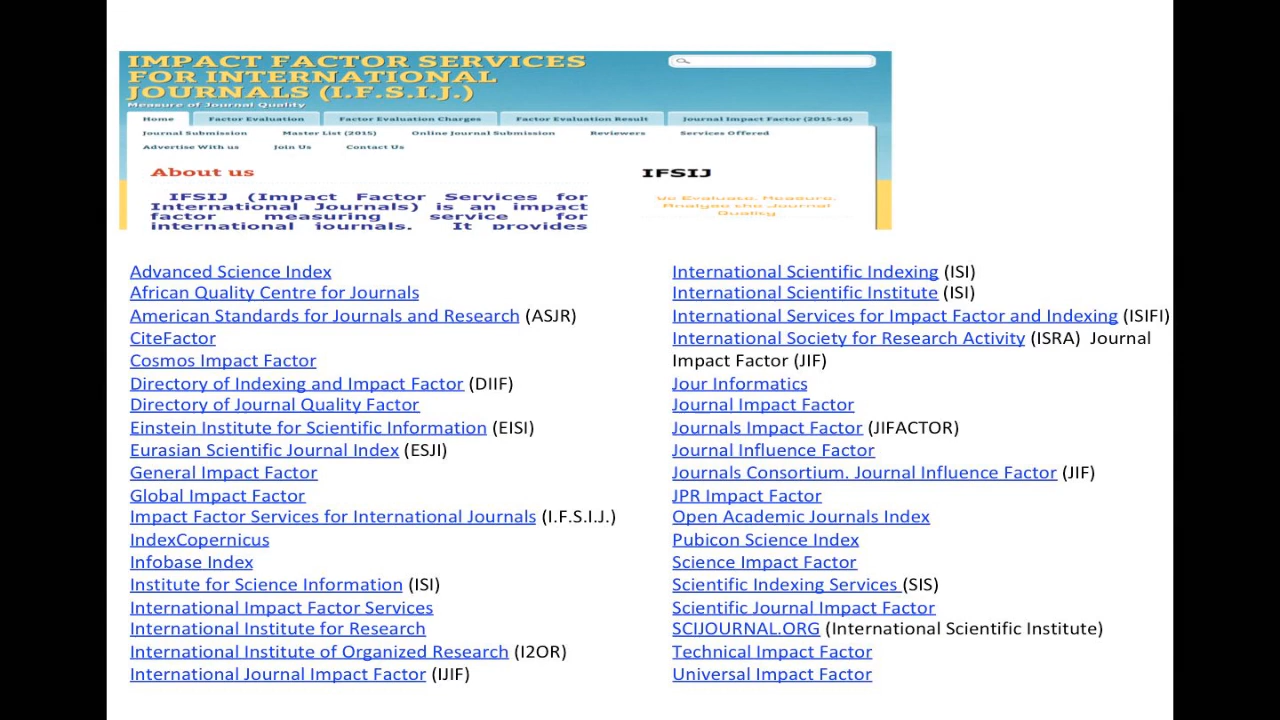 IMPACT FACTOR SERVICES
FOR INTERNATIONAL
JOURNALS (I.F.S.I.J.)
Measure of Journal Quality
Home Factor Evaluation Factor Evaluation Charges Factor Evaluation Result Journal Impact Factor (2015-16)
Journal Submission Master List (2015) Online Journal Submission Reviewers Services Offered
Advertise With us Join Us Contact Us
About us
IFSIJ (Impact Factor Services for
International Journals) is an impact
factor measuring service for
international journals. It provides
IFSIJ
We Evaluate, Measure,
Analyse the Journal
Quality
Advanced Science Index
African Quality Centre for Journals
American Standards for Journals and Research (ASJR)
CiteFactor
Cosmos Impact Factor
Directory of Indexing and Impact Factor (DIIF)
Directory of Journal Quality Factor
Einstein Institute for Scientific Information (EISI)
Eurasian Scientific Journal Index (ESJI)
General Impact Factor
Global Impact Factor
Impact Factor Services for International Journals (I.F.S.I.J.)
IndexCopernicus
Infobase Index
Institute for Science Information (ISI)
International Impact Factor Services
International Institute for Research
International Institute of Organized Research (I2OR)
International Journal Impact Factor (IJIF)
International Scientific Indexing (ISI)
International Scientific Institute (ISI)
International Services for Impact Factor and Indexing (ISIFI)
International Society for Research Activity (ISRA) Journal
Impact Factor (JIF)
Jour Informatics
Journal Impact Factor
Journals Impact Factor (JIFACTOR)
Journal Influence Factor
Journals Consortium. Journal Influence Factor (JIF)
JPR Impact Factor
Open Academic Journals Index
Pubicon Science Index
Science Impact Factor
Scientific Indexing Services (SIS)
Scientific Journal Impact Factor
SCIJOURNAL.ORG (International Scientific Institute)
Technical Impact Factor
Universal Impact Factor